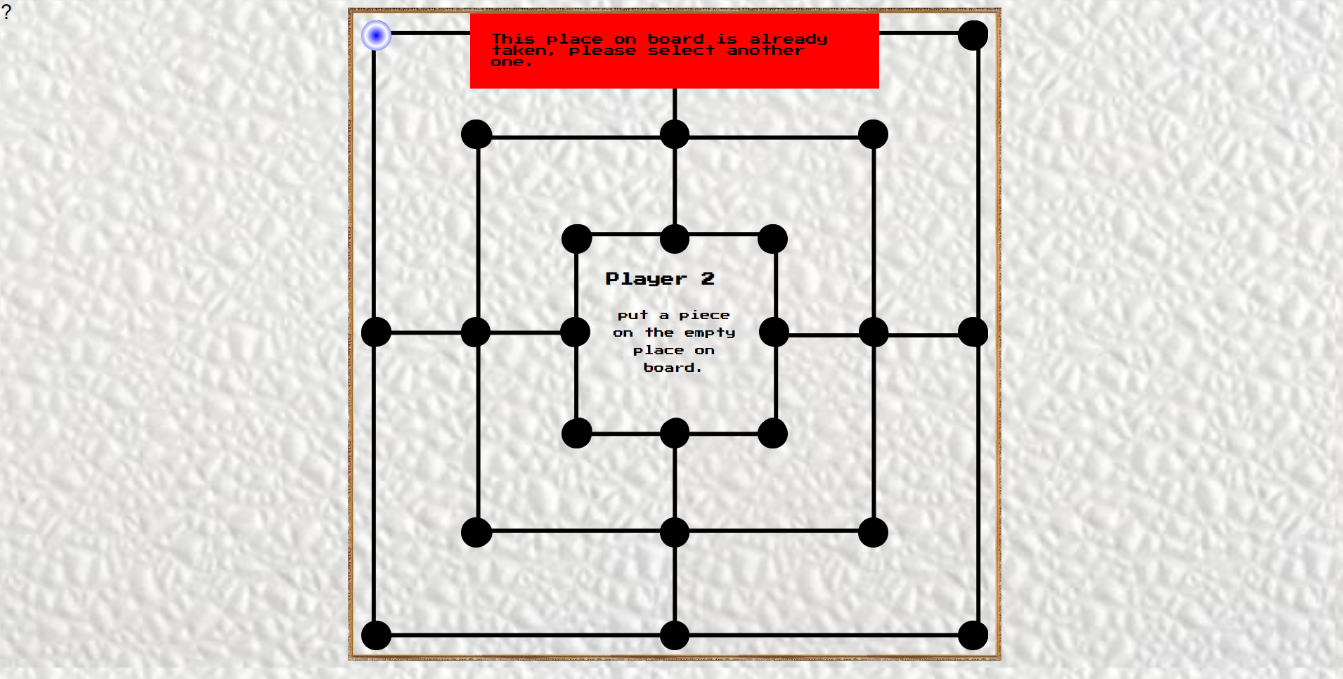 ?
This place on board is already
taken, please select another
one.
Player 2
put a piece
on the empty
place on
board.